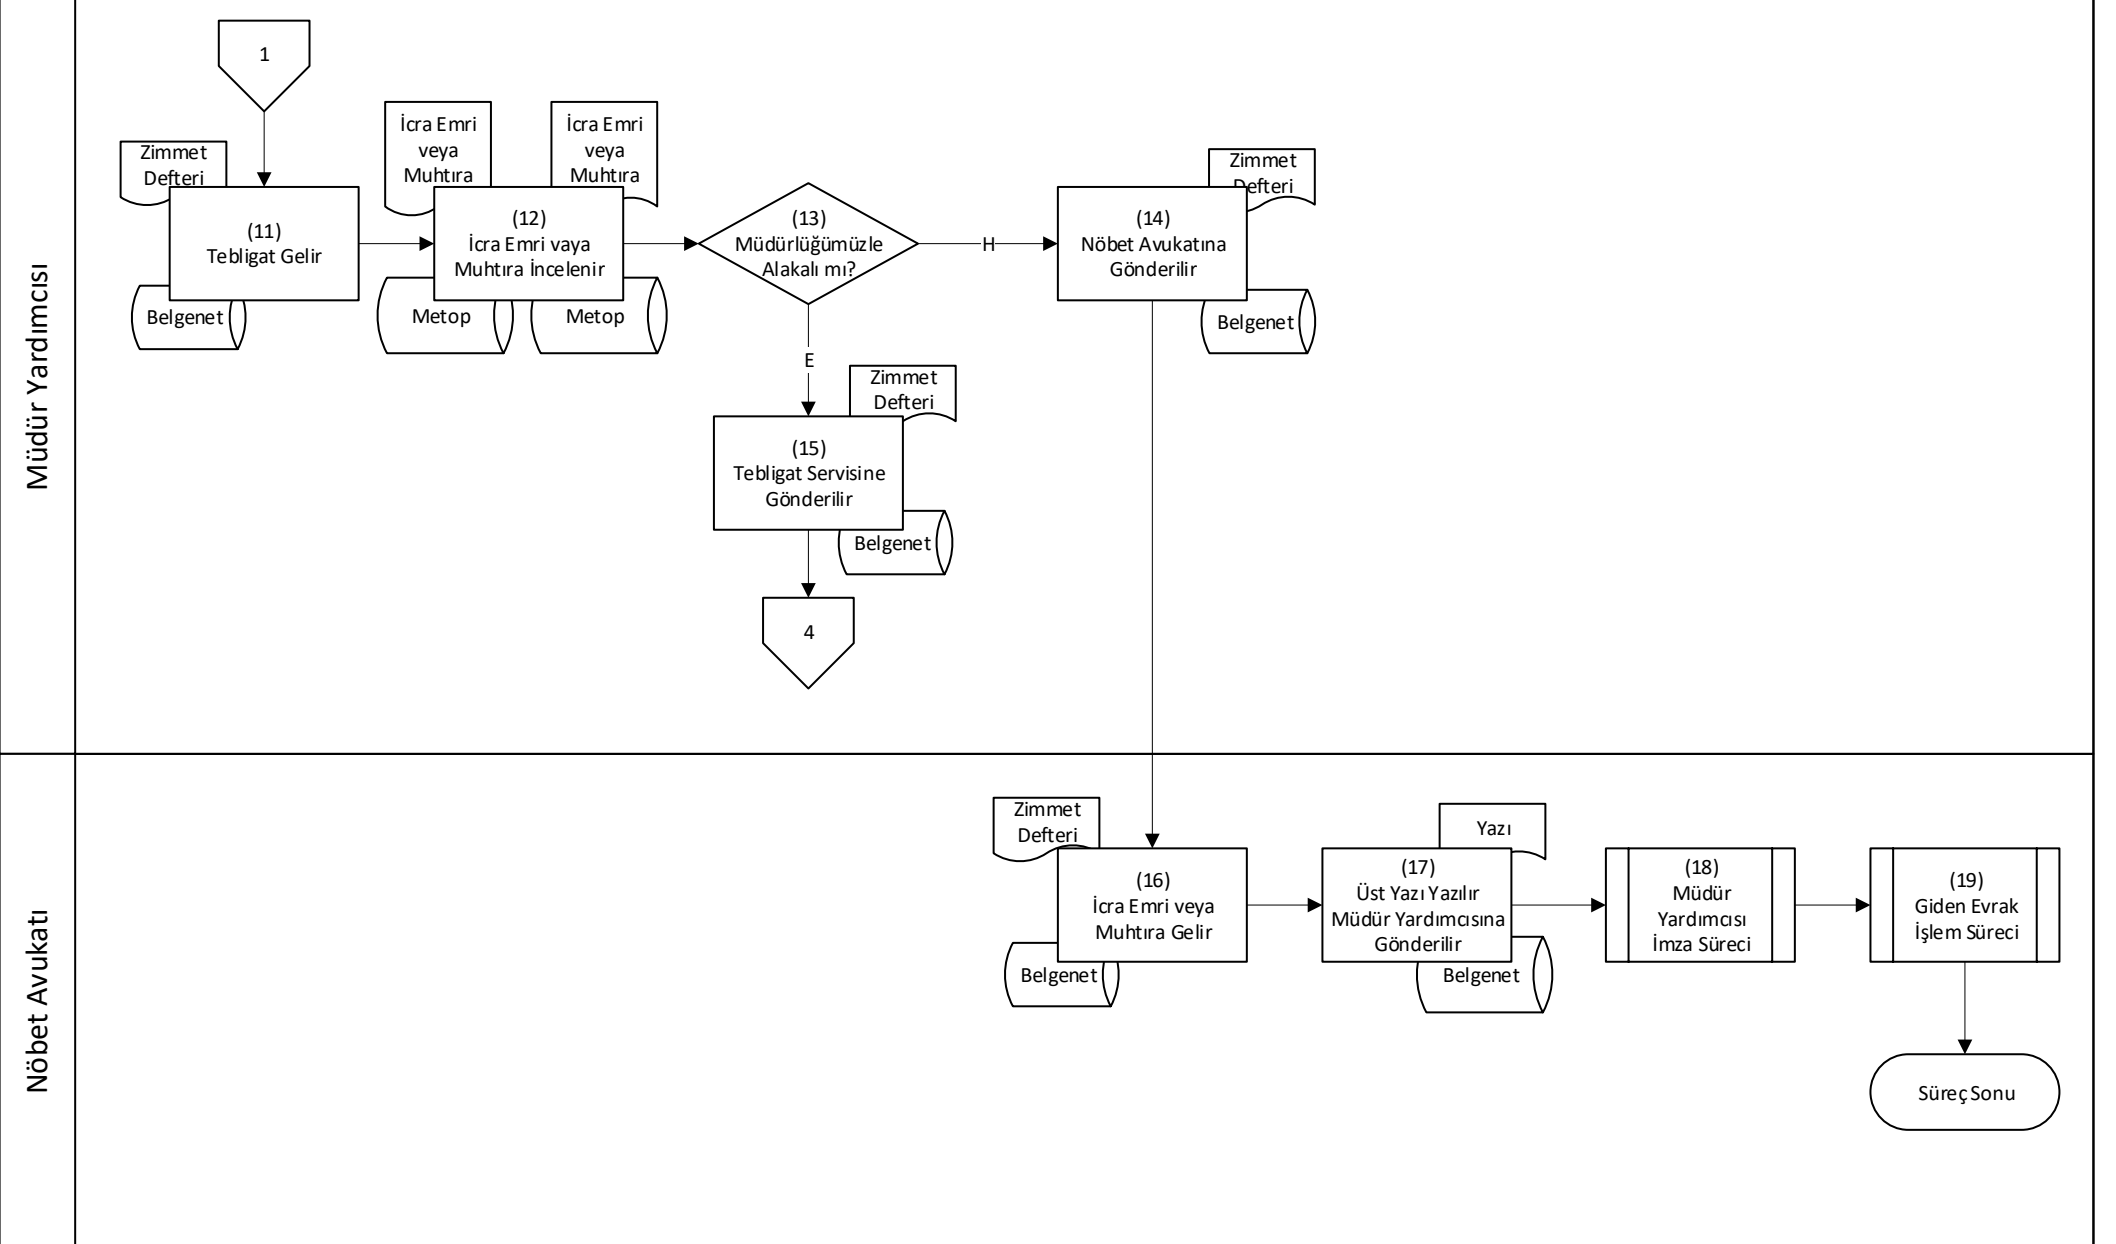 Müdür Yardımcısı
1
Zimmet
Defteri
(11)
Tebligat Gelir
Belgenet
İcra Emri
veya
Muhtıra
İcra Emri
veya
Muhtıra
(12)
İcra Emri vaya
Muhtıra İncelenir
Metop
Metop
(13)
Müdürlüğümüzle
Alakalı mı?
H
E
Zimmet
Defteri
(14)
Nöbet Avukatına
Gönderilir
Belgenet
Zimmet
Defteri
(15)
Tebligat Servisine
Gönderilir
Belgenet
4
Nöbet Avukatı
Zimmet
Defteri
(16)
İcra Emri veya
Muhtıra Gelir
Belgenet
Yazı
(17)
Üst Yazı Yazılır
Müdür Yardımcısına
Gönderilir
Belgenet
(18)
Müdür
Yardımcısı
İmza Süreci
(19)
Giden Evrak
İşlem Süreci
Süreç Sonu